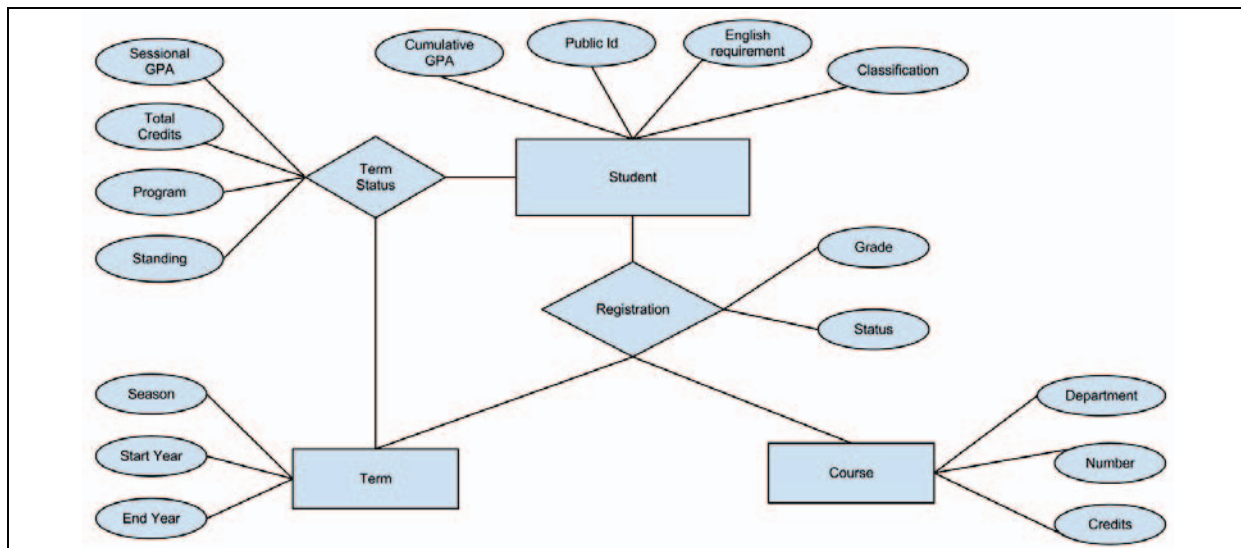 Sessional
GPA
Total
Credits
Program
Standing
Cumulative
GPA
Public Id
English
requirement
Classification
Term
Status
Student
Registration
Grade
Status
Season
Start Year
End Year
Term
Course
Department
Number
Credits